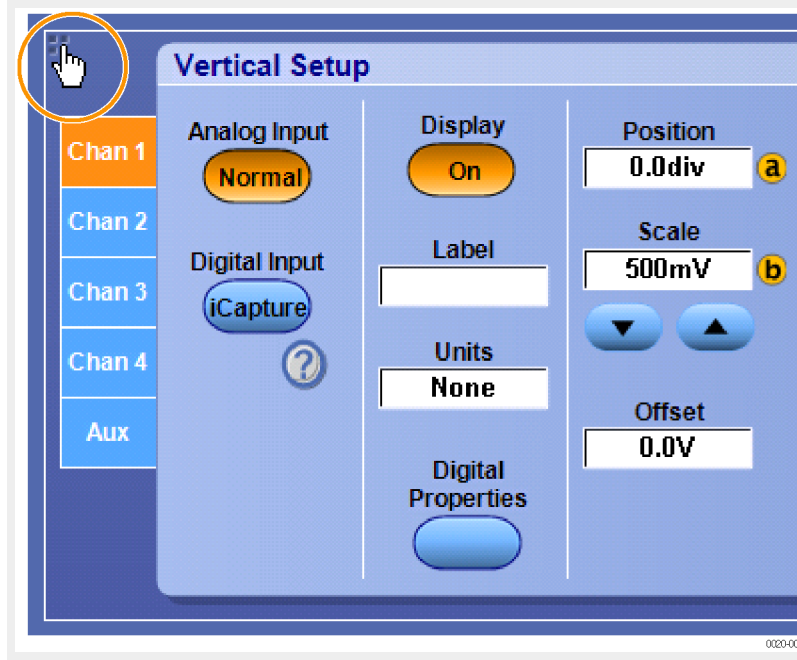 Vertical Setup
Chan 1
Chan 2
Chan 3
Chan 4
Aux
Analog Input
Normal
Digital Input
iCapture
?
Display
On
Label
Units
None
Digital
Properties
Position
0.0div
a
Scale
500mV
b
Offset
0.0V